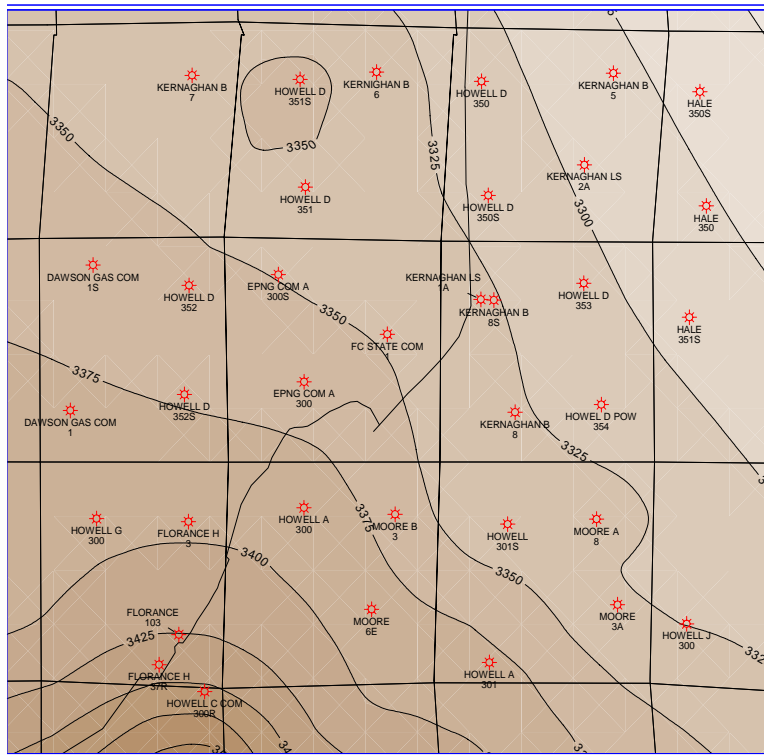 KERNAGHAN B
7
HOWELL D
351S
KERNIGHAN B
6
HOWELL D
350
KERNAGHAN B
5
HALE
350S
3350
3350
3325
HOWELL D
351
HOWELL D
350S
KERNAGHAN LS
2A
3300
HALE
350
DAWSON GAS COM
1S
HOWELL D
352
EPNG COM A
300S
KERNAGHAN LS
1A
KERNAGHAN B
8S
HOWELL D
353
HALE
351S
3350
FC STATE COM
1
3375
DAWSON GAS COM
1
HOWELL D
352S
EPNG COM A
300
KERNAGHAN B
8
HOWEL D POW
354
3325
HOWELL G
300
FLORANCE H
3
HOWELL A
300
3375
MOORE B
3
HOWELL
301S
MOORE A
8
3400
3350
FLORANCE
103
3425
MOORE
6E
MOORE
3A
HOWELL J
300
FLORANCE H
37R
HOWELL A
301
HOWELL C COM
300R